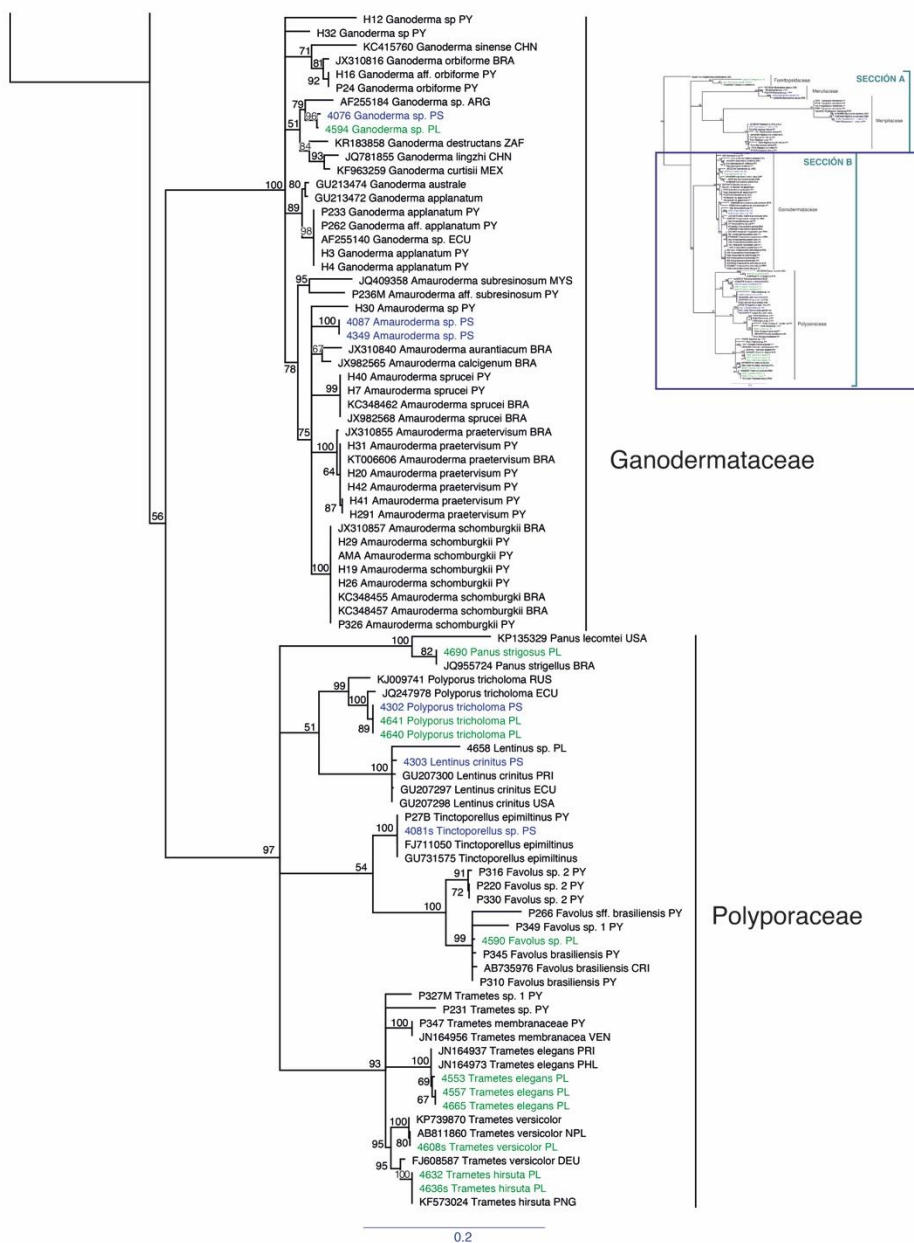 H12 Ganoderma sp PY
H32 Ganoderma sp PY
71
KC415760 Ganoderma sinense CHN
81
JX310816 Ganoderma orbiforme BRA
92
H16 Ganoderma aff. orbiforme PY
P24 Ganoderma orbiforme PY
79
AF255184 Ganoderma sp. ARG
96
4076 Ganoderma sp. PS
51
4594 Ganoderma sp. PL
84
KR183858 Ganoderma destructans ZAF
93
JQ781855 Ganoderma lingzhi CHN
KF963259 Ganoderma curtisii MEX
100
80
GU213474 Ganoderma australe
GU213472 Ganoderma applanatum
89
P233 Ganoderma applanatum PY
98
P262 Ganoderma aff. applanatum PY
AF255140 Ganoderma sp. ECU
H3 Ganoderma applanatum PY
H4 Ganoderma applanatum PY
95
JQ409358 Amauroderma subresinosum MYS
P236M Amauroderma aff. subresinosum PY
H30 Amauroderma sp PY
100
4087 Amauroderma sp. PS
4349 Amauroderma sp. PS
67
JX310840 Amauroderma aurantiacum BRA
78
JX982565 Amauroderma calcigenum BRA
H40 Amauroderma sprucei PY
99
H7 Amauroderma sprucei PY
KC348462 Amauroderma sprucei BRA
JX982568 Amauroderma sprucei BRA
75
JX310855 Amauroderma praetervisum BRA
100
H31 Amauroderma praetervisum PY
KT006606 Amauroderma praetervisum BRA
64
H20 Amauroderma praetervisum PY
H42 Amauroderma praetervisum PY
H41 Amauroderma praetervisum PY
87
H291 Amauroderma praetervisum PY
56
JX310857 Amauroderma schomburgkii BRA
H29 Amauroderma schomburgkii PY
AMA Amauroderma schomburgkii PY
100
H19 Amauroderma schomburgkii PY
H26 Amauroderma schomburgkii PY
KC348455 Amauroderma schomburgki BRA
KC348457 Amauroderma schomburgkii BRA
P326 Amauroderma schomburgkii PY
Ganodermataceae
100
KP135329 Panus lecomtei USA
82
4690 Panus strigosus PL
JQ955724 Panus strigellus BRA
99
KJ009741 Polyporus tricholoma RUS
100
JQ247978 Polyporus tricholoma ECU
4302 Polyporus tricholoma PS
51
4641 Polyporus tricholoma PL
89
4640 Polyporus tricholoma PL
4658 Lentinus sp. PL
100
4303 Lentinus crinitus PS
GU207300 Lentinus crinitus PRI
GU207297 Lentinus crinitus ECU
GU207298 Lentinus crinitus USA
P27B Tinctoporellus epimiltinus PY
100
4081s Tinctoporellus sp. PS
97
FJ711050 Tinctoporellus epimiltinus
54
GU731575 Tinctoporellus epimiltinus
91
P316 Favolus sp. 2 PY
72
P220 Favolus sp. 2 PY
P330 Favolus sp. 2 PY
100
P266 Favolus sff. brasiliensis PY
P349 Favolus sp. 1 PY
99
4590 Favolus sp. PL
P345 Favolus brasiliensis PY
AB735976 Favolus brasiliensis CRI
P310 Favolus brasiliensis PY
Polyporaceae
P327M Trametes sp. 1 PY
P231 Trametes sp. PY
100
P347 Trametes membranaceae PY
JN164956 Trametes membranacea VEN
93
JN164937 Trametes elegans PRI
100
JN164973 Trametes elegans PHL
69
4553 Trametes elegans PL
4557 Trametes elegans PL
67
4665 Trametes elegans PL
100
KP739870 Trametes versicolor
AB811860 Trametes versicolor NPL
80
4608s Trametes versicolor PL
95
FJ608587 Trametes versicolor DEU
95
100
4632 Trametes hirsuta PL
4636s Trametes hirsuta PL
KF573024 Trametes hirsuta PNG
0.2
SECCIÓN A
Meripilaceae
SECCIÓN B
Ganodermataceae
Polyporaceae